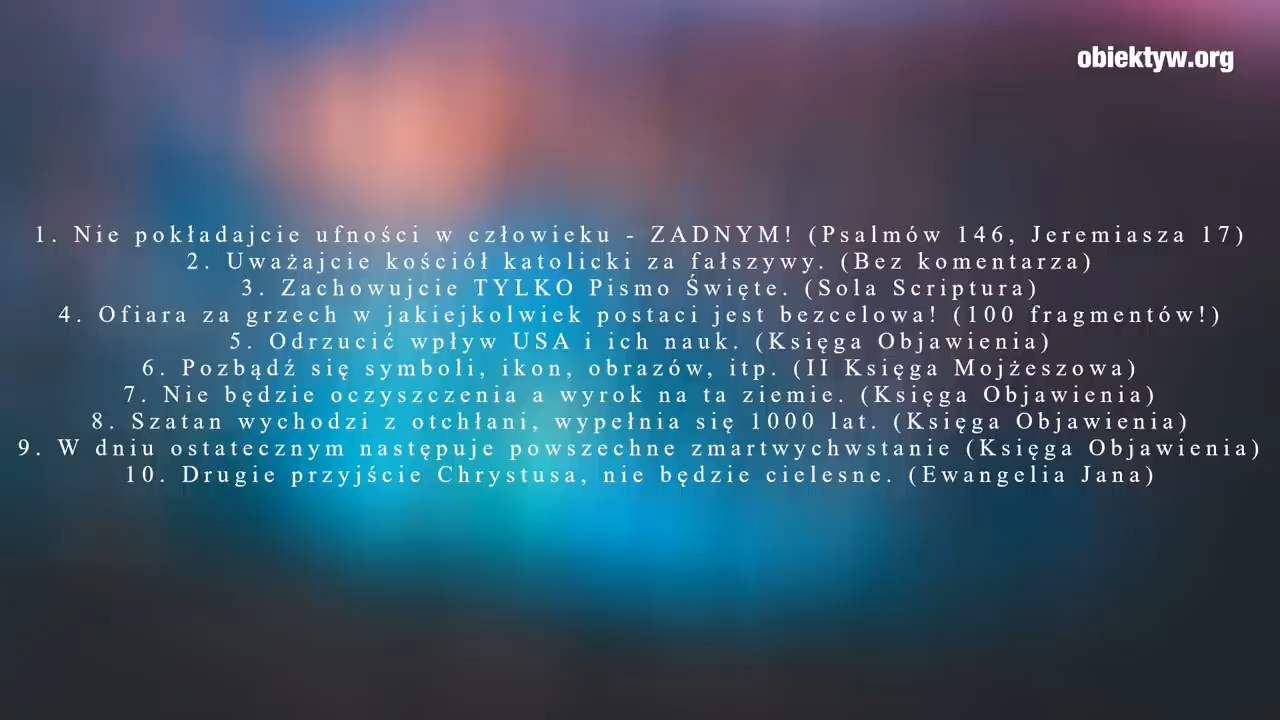 obiektyw.org
1. Nie pokładajcie ufności w człowieku - ZADNYM! (Psalmów 146, Jeremiasza 17)
2. Uważajcie kościół katolicki za fałszywy. (Bez komentarza)
3. Zachowujcie TYLKO Pismo Święte. (Sola Scriptura)
4. Ofiara za grzech w jakiejkolwiek postaci jest bezcelowa! (100 fragmentów!)
5. Odrzucić wpływ USA i ich nauk. (Księga Objawienia)
6. Pozbądź się symboli, ikon, obrazów, itp. (II Księga Mojżeszowa)
7. Nie będzie oczyszczenia a wyrok na ta ziemie. (Księga Objawienia)
8. Szatan wychodzi z otchłani, wypełnia się 1000 lat. (Księga Objawienia)
9. W dniu ostatecznym następuje powszechne zmartwychwstanie (Księga Objawienia)
10. Drugie przyjście Chrystusa, nie będzie cielesne. (Ewangelia Jana)